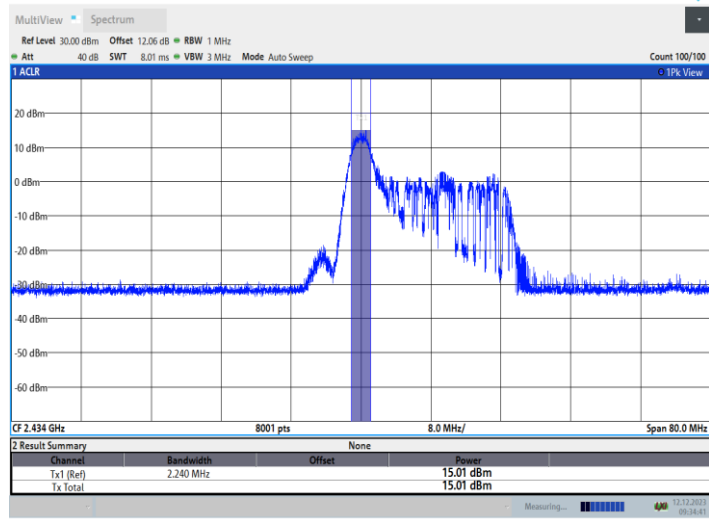 MultiView Spectrum
Ref Level 30.00 dBm Offset 12.06 dB RBW 1 MHz
Att 40 dB SWT 8.01 ms VBW 3 MHz Mode Auto Sweep Count 100/100
1 ACLR 1Pk View
20 dBm
10 dBm
0 dBm
-10 dBm
-20 dBm
-30 dBm
-40 dBm
-50 dBm
-60 dBm
CF 2.434 GHz 8001 pts 8.0 MHz/ Span 80.0 MHz
2 Result Summary None
Channel Bandwidth Offset Power
Tx1 (Ref) 2.240 MHz 15.01 dBm
Tx Total 15.01 dBm
Measuring... 12.12.2023
09:34:41